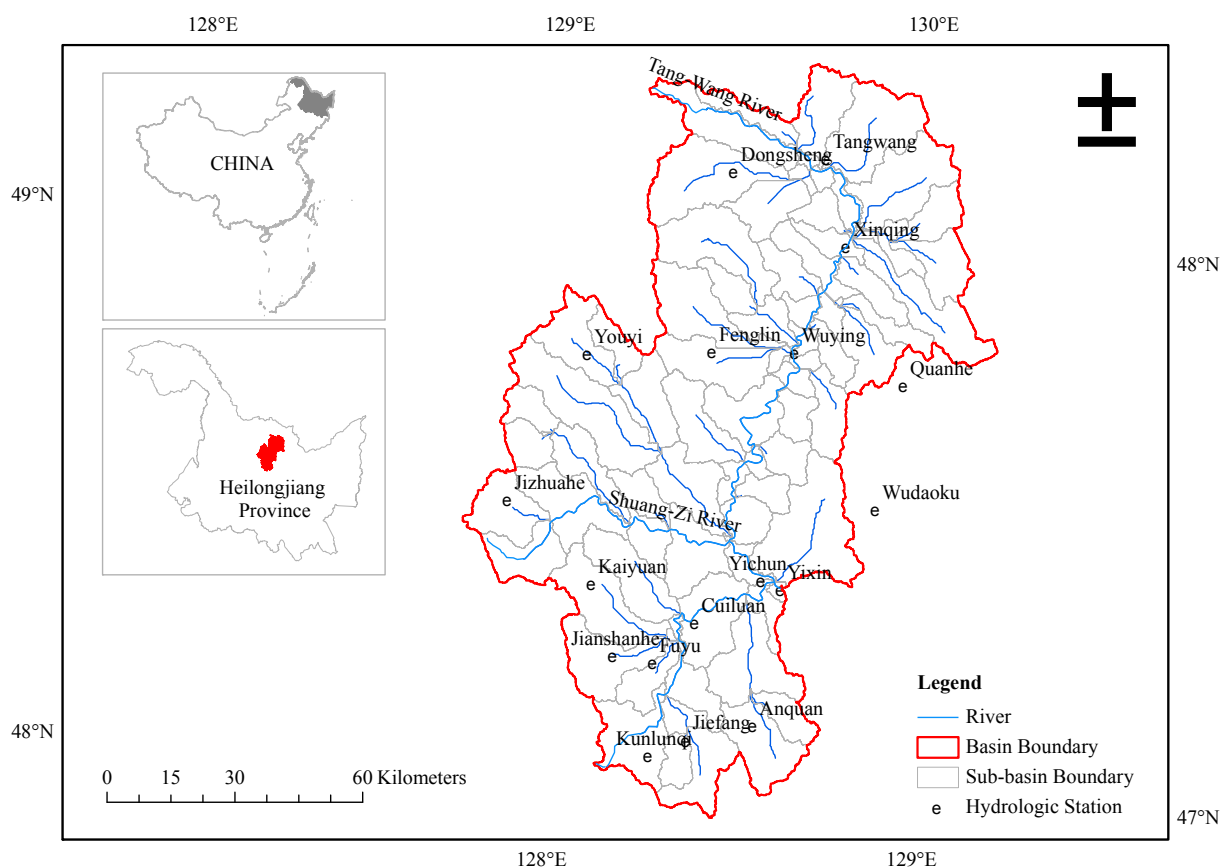 128°E
129°E
130°E
Tang-Wang River
CHINA
Tangwang
Dongsheng
e
e
49°N
Xinqing
e
48°N
Youyi
Fenglin
Wuying
e
e
e
Quanhe
e
Jizhuahe
Heilongjiang
Province
e
Shuang-Zi River
Wudaoku
e
Kaiyuan
Yichun
Yixin
e
e
e
Cuiluan
e
Jianshanhe
Fuyu
e
e
Legend
Anquan
River
48°N
Jiefang
e
Kunlunqi
e
e
Basin Boundary
0 15 30 60 Kilometers
Sub-basin Boundary
e Hydrologic Station
47°N
128°E
129°E